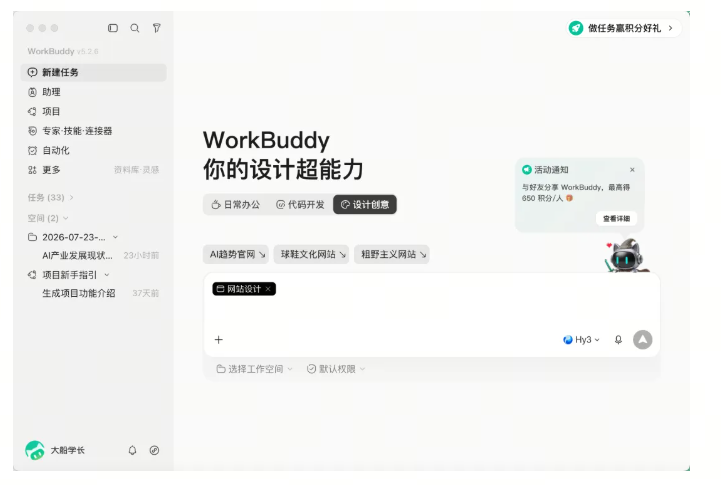 做任务赢积分好礼 >
WorkBuddy v5.2.8
新建任务
助理
项目
专家·技能·连接器
自动化
更多 资料库·灵感
任务 (33) >
空间 (2)
2026-07-23-...
AI产业发展现状... 23小时前
项目新手指引
生成项目功能介绍 37天前
大船学长
WorkBuddy
你的设计超能力
日常办公 代码开发 设计创意
活动通知 ×
与好友分享 WorkBuddy，最高得
650 积分/人
查看详细
AI趋势官网 ↘ 球鞋文化网站 ↘ 粗野主义网站 ↘
网站设计 ×
+ Hy3
选择工作空间 默认权限